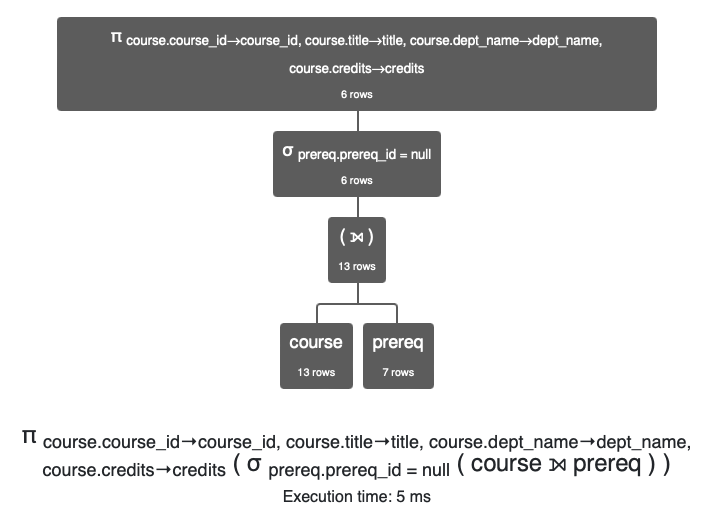 π course.course_id→course_id, course.title→title, course.dept_name→dept_name,
course.credits→credits
6 rows
σ prereq.prereq_id = null
6 rows
( ⟕ )
13 rows
course
13 rows
prereq
7 rows
π course.course_id→course_id, course.title→title, course.dept_name→dept_name,
course.credits→credits ( σ prereq.prereq_id = null ( course ⟕ prereq ) )
Execution time: 5 ms